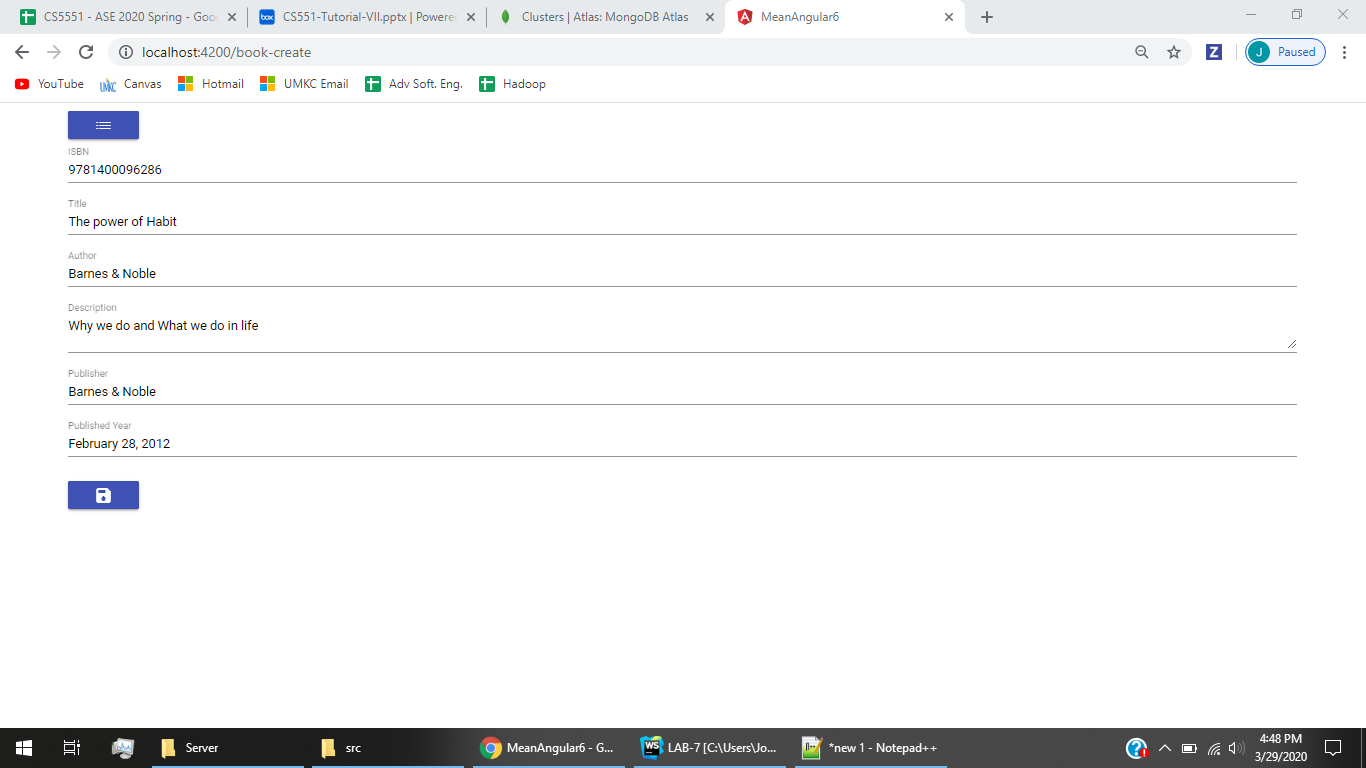 CS5551 - ASE 2020 Spring - Goo
CS551-Tutorial-VII.pptx | Powere
Clusters | Atlas: MongoDB Atlas
MeanAngular6
localhost:4200/book-create
Z
J
Paused
YouTube
UMKC
Canvas
Hotmail
UMKC Email
Adv Soft. Eng.
Hadoop
ISBN
9781400096286
Title
The power of Habit
Author
Barnes & Noble
Description
Why we do and What we do in life
Publisher
Barnes & Noble
Published Year
February 28, 2012
Server
src
MeanAngular6 - G...
WS
LAB-7 [C:\Users\Jo...
*new 1 - Notepad++
4:48 PM
3/29/2020